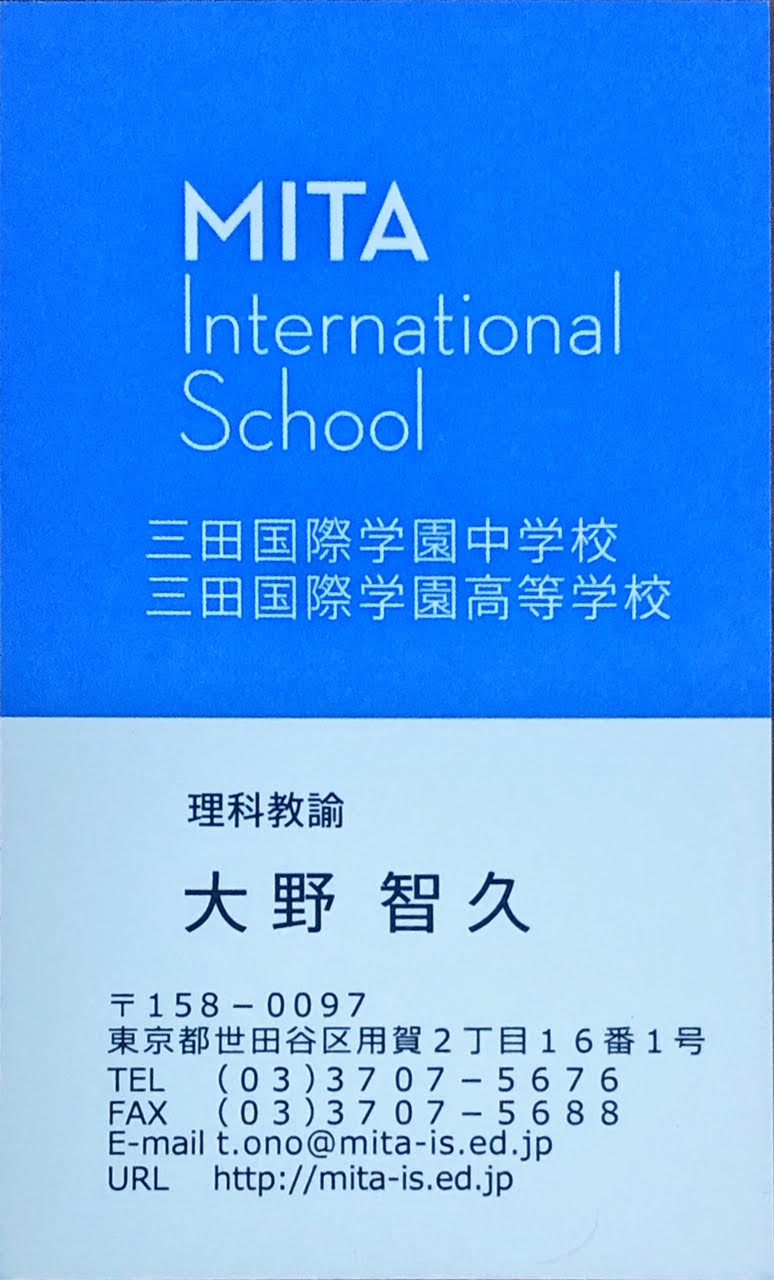 MITA
International
School
三田国際学園中学校
三田国際学園高等学校
理科教諭
大野 智久
〒158－0097
東京都世田谷区用賀２丁目１６番１号
TEL （０３）３７０７－５６７６
FAX （０３）３７０７－５６８８
E-mail t.ono@mita-is.ed.jp
URL http://mita-is.ed.jp